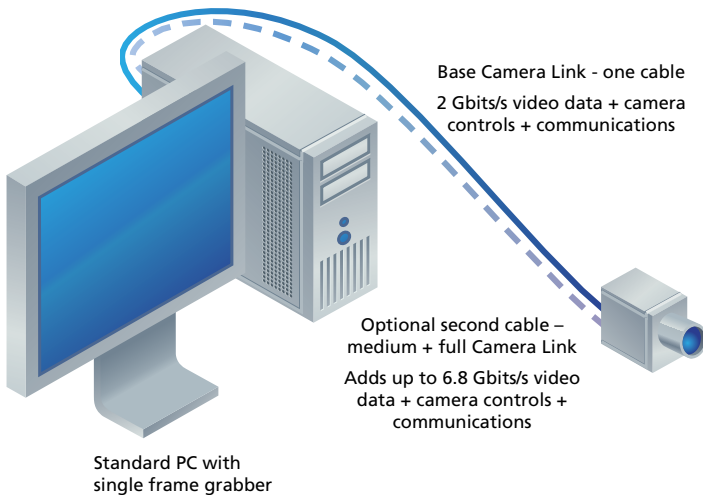 Base Camera Link - one cable
2 Gbits/s video data + camera
controls + communications
Optional second cable –
medium + full Camera Link
Adds up to 6.8 Gbits/s video
data + camera controls +
communications
Standard PC with
single frame grabber